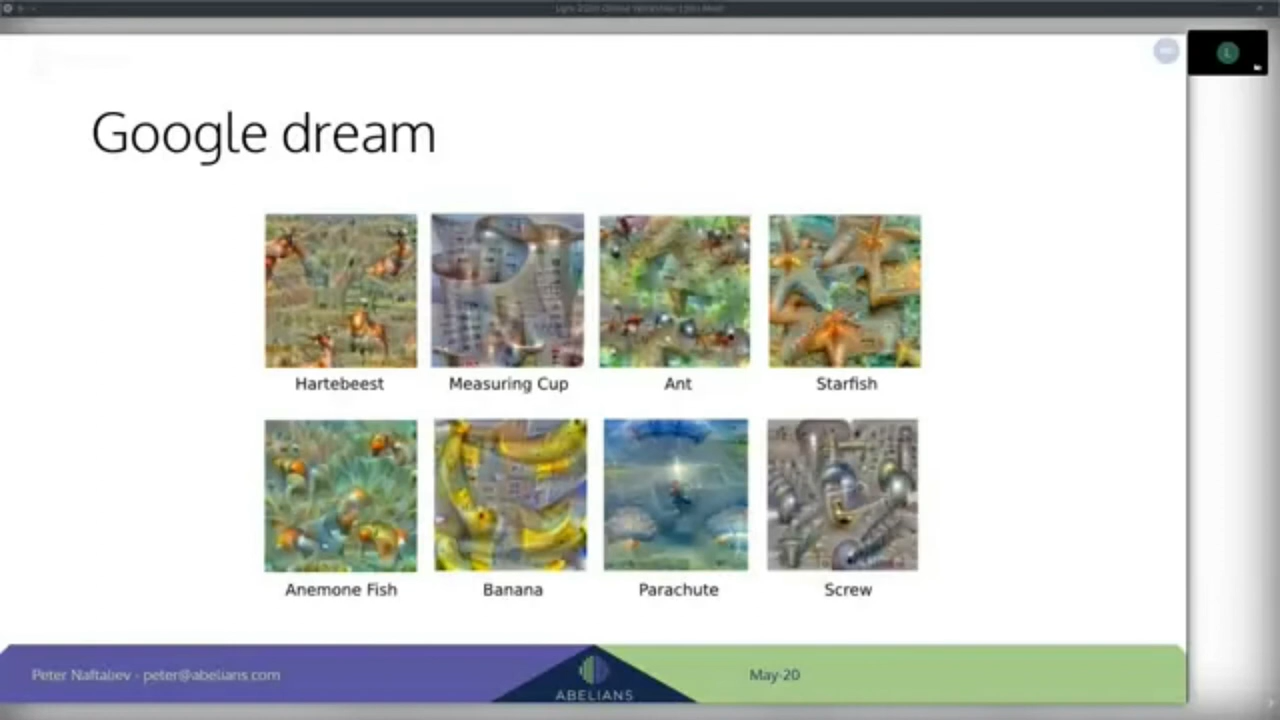 Google dream
Hartebeest
Measuring Cup
Ant
Starfish
Anemone Fish
Banana
Parachute
Screw
Peter Naftaliev - peter@abelians.com
ABELIANS
May-20
L